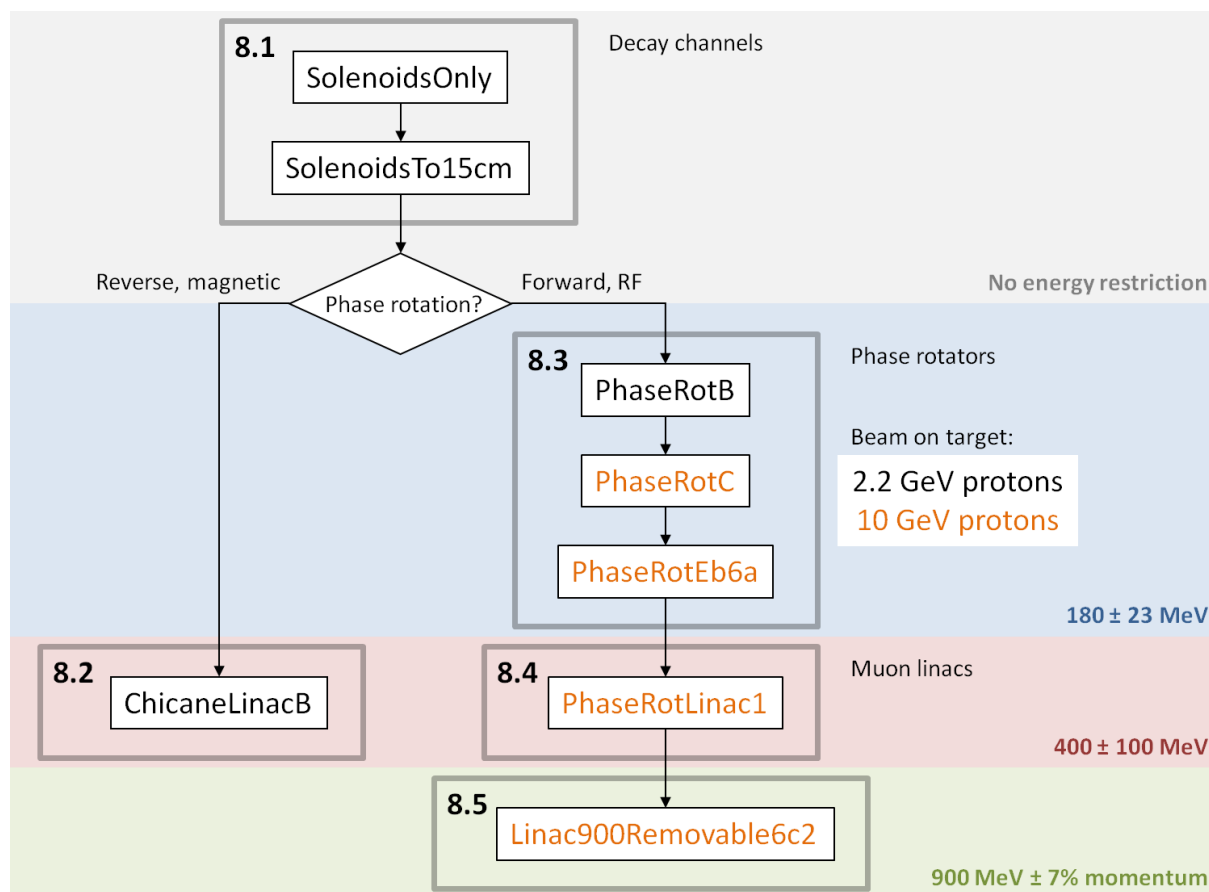 8.1
Decay channels
SolenoidsOnly
SolenoidsTo15cm
Reverse, magnetic
Forward, RF
No energy restriction
Phase rotation?
8.3
Phase rotators
PhaseRotB
Beam on target:
PhaseRotC
2.2 GeV protons
10 GeV protons
PhaseRotEb6a
180 ± 23 MeV
8.2
8.4
Muon linacs
ChicaneLinacB
PhaseRotLinac1
400 ± 100 MeV
8.5
Linac900Removable6c2
900 MeV ± 7% momentum